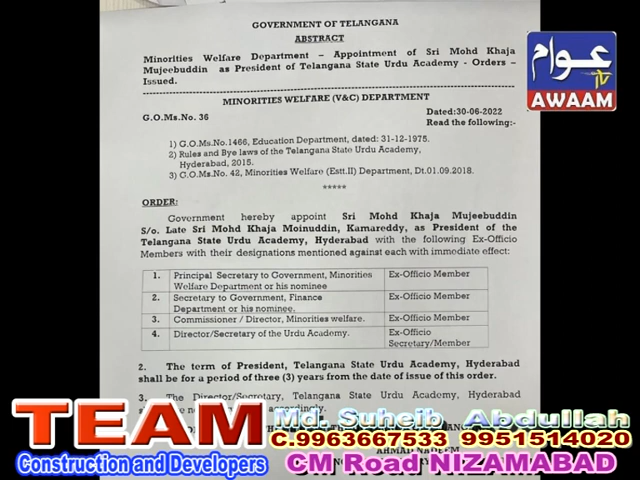 GOVERNMENT OF TELANGANA
ABSTRACT
Minorities Welfare Department – Appointment of Sri Mohd Khaja
Mujeebuddin as President of Telangana State Urdu Academy - Orders –
Issued.
MINORITIES WELFARE (V&C) DEPARTMENT
G.O.Ms.No. 36
Dated:30-06-2022
Read the following:-
1) G.O.Ms.No.1466, Education Department, dated: 31-12-1975.
2) Rules and Bye laws of the Telangana State Urdu Academy,
Hyderabad, 2015.
3) G.O.Ms.No. 42, Minorities Welfare (Estt.II) Department, Dt.01.09.2018.
*****
ORDER:
Government hereby appoint Sri Mohd Khaja Mujeebuddin
S/o. Late Sri Mohd Khaja Moinuddin, Kamareddy, as President of the
Telangana State Urdu Academy, Hyderabad with the following Ex-Officio
Members with their designations mentioned against each with immediate effect:
1. Principal Secretary to Government, Minorities Welfare Department or his nominee Ex-Officio Member
2. Secretary to Government, Finance Department or his nominee. Ex-Officio Member
3. Commissioner / Director, Minorities welfare. Ex-Officio Member
4. Director/Secretary of the Urdu Academy. Ex-Officio Secretary/Member
2. The term of President, Telangana State Urdu Academy, Hyderabad
shall be for a period of three (3) years from the date of issue of this order.
3. The Director/Secretary, Telangana State Urdu Academy, Hyderabad
accordingly.
AHMAD NADEEM
عوام
TV
AWAAM
TEAM
Construction and Developers
Md. Suheib Abdullah
C.9963667533 9951514020
CM Road NIZAMABAD